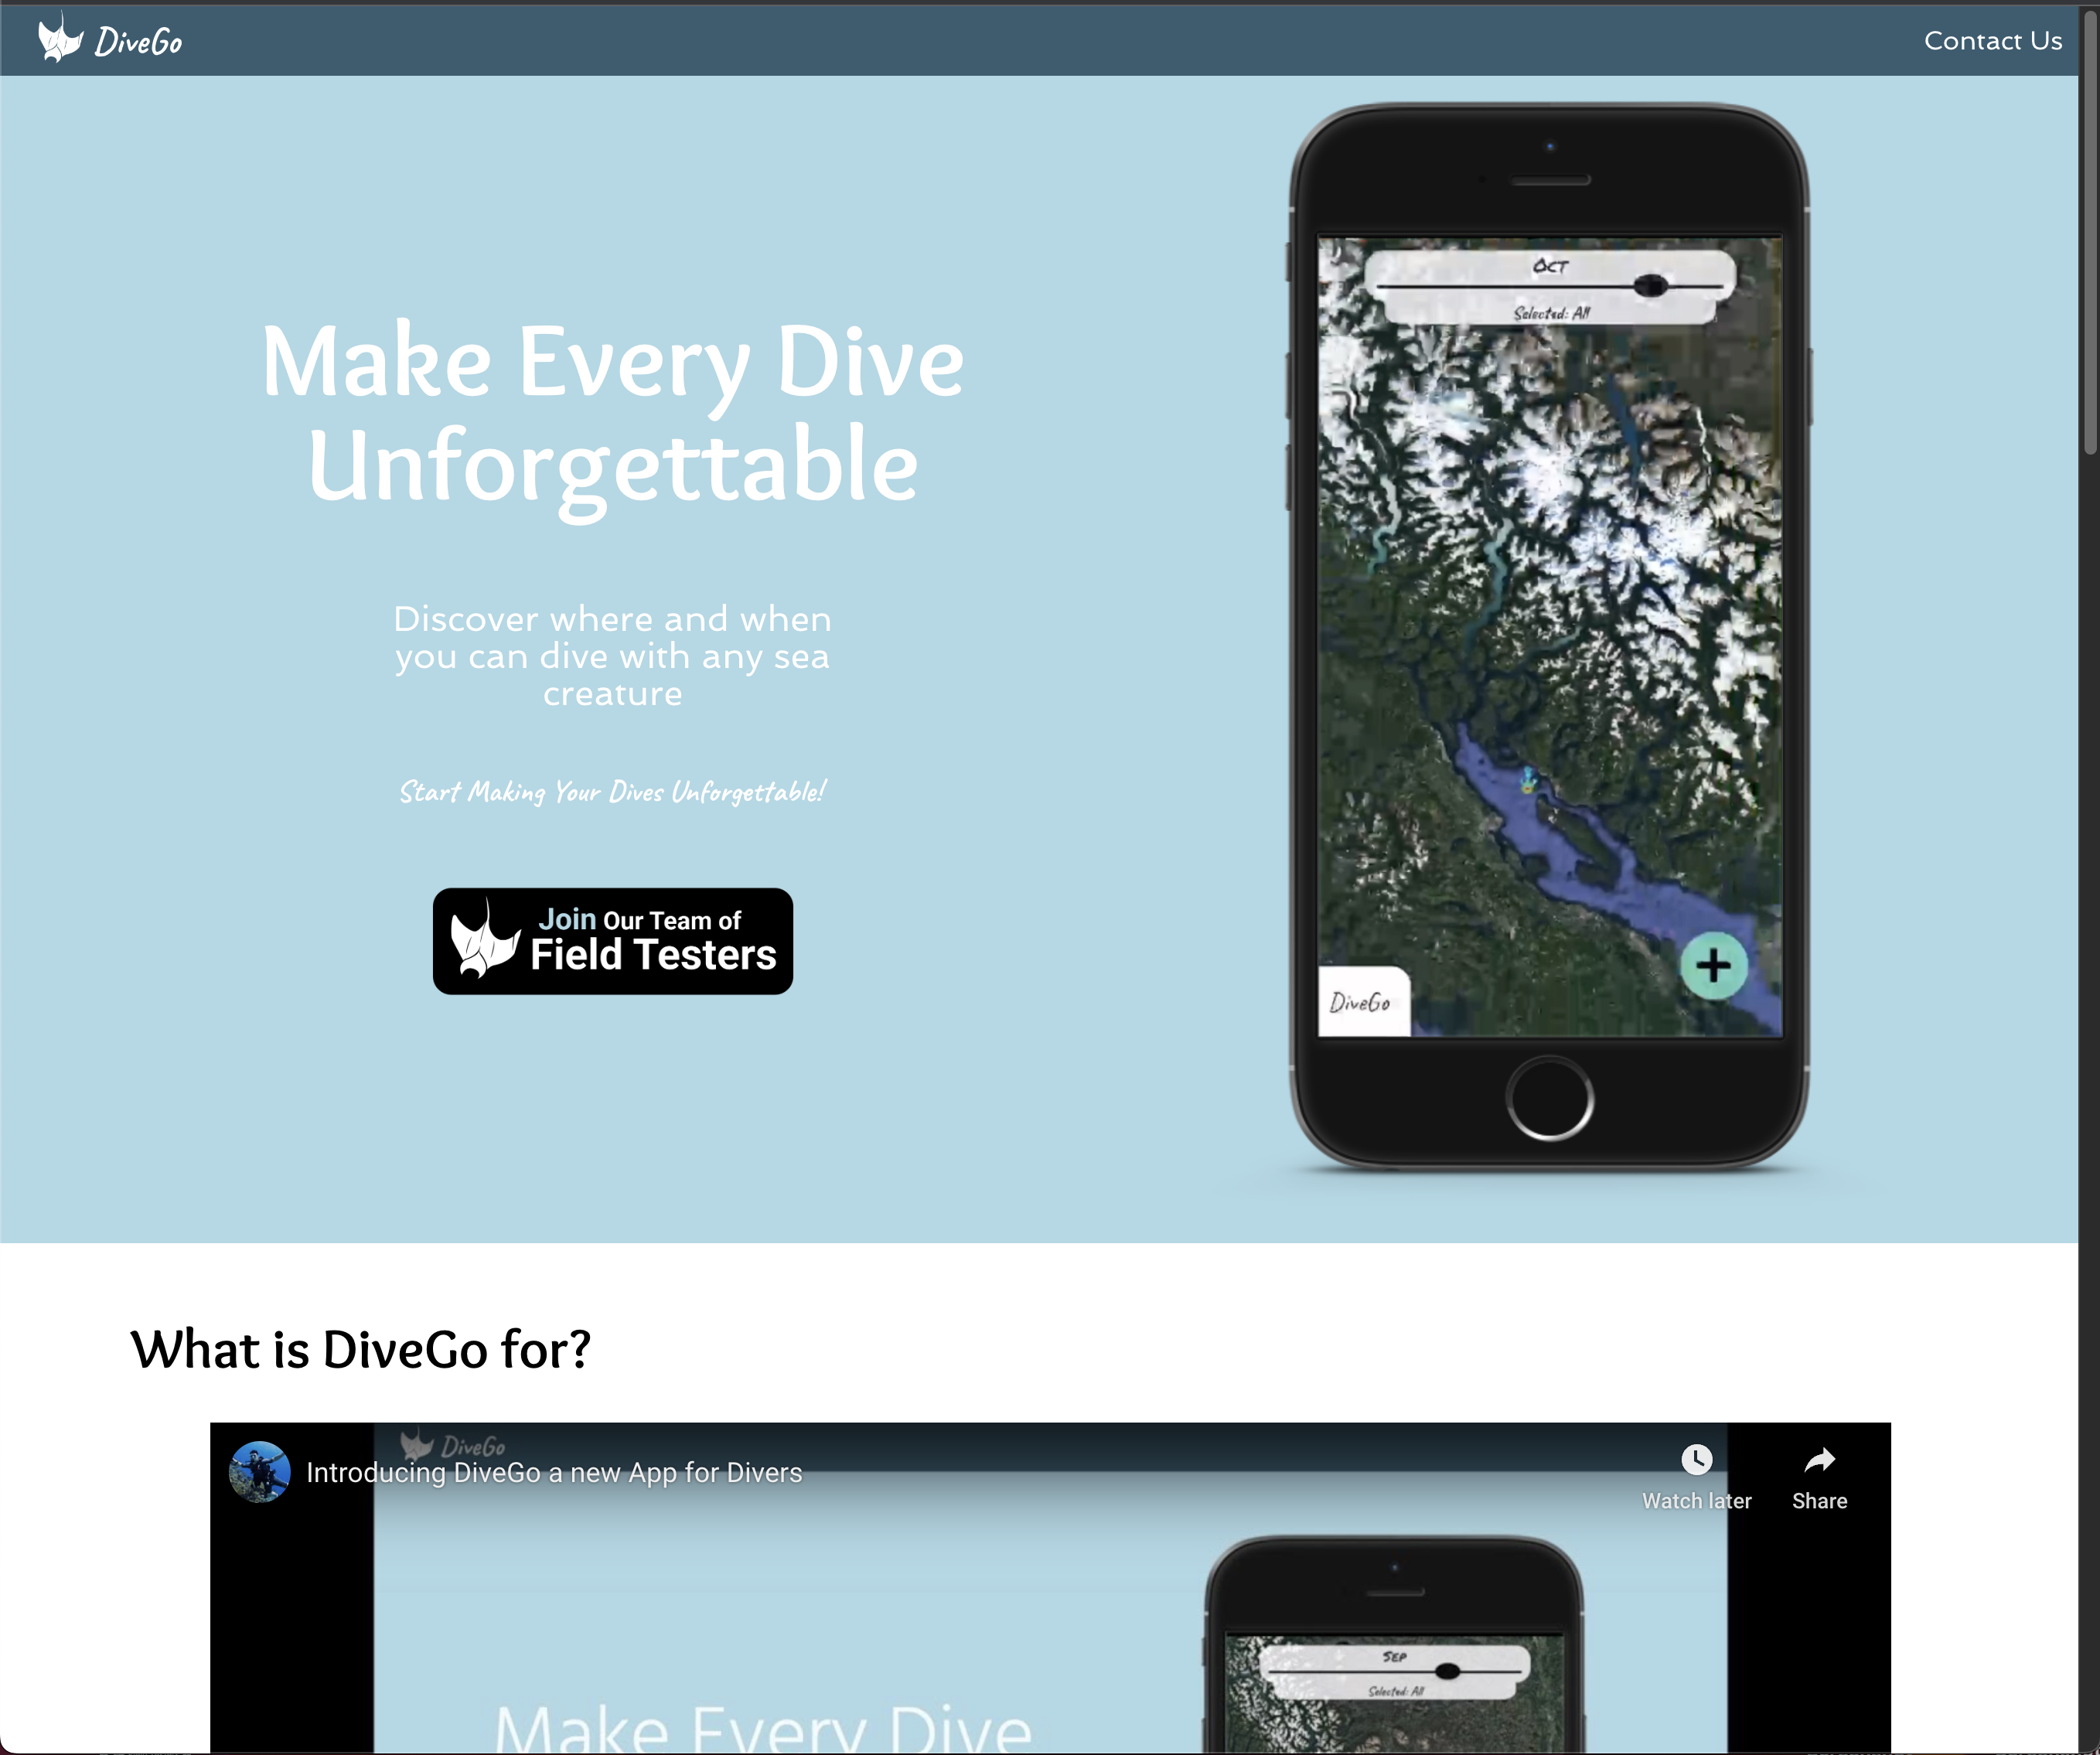 DiveGo
Contact Us
Make Every Dive
Unforgettable
Discover where and when
you can dive with any sea
creature
Start Making Your Dives Unforgettable!
Join Our Team of
Field Testers
Oct
Selected: All
DiveGo
What is DiveGo for?
DiveGo
Introducing DiveGo a new App for Divers
Watch later
Share
Sep
Selected: All
Make Every Dive